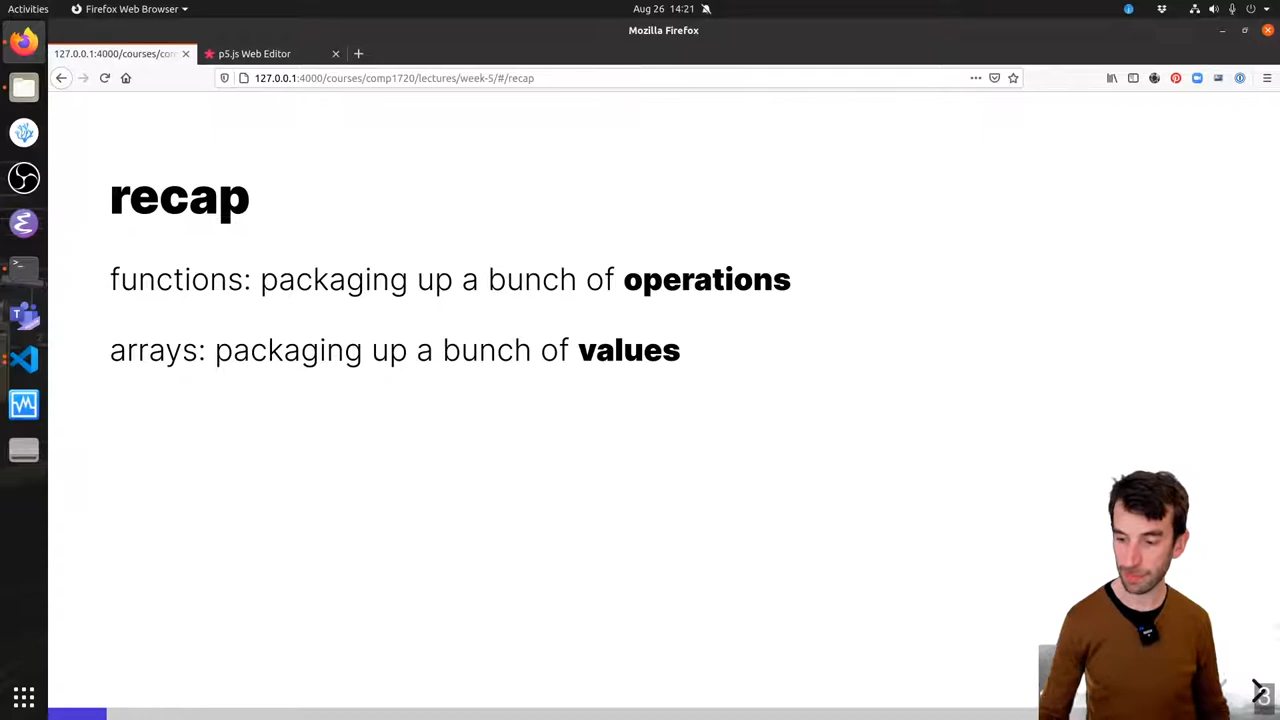 Activities
Firefox Web Browser
Aug 26 14:21
Mozilla Firefox
127.0.0.1:4000/courses/com
p5.js Web Editor
127.0.0.1:4000/courses/comp1720/lectures/week-5/#/recap
recap
functions: packaging up a bunch of operations
arrays: packaging up a bunch of values
3